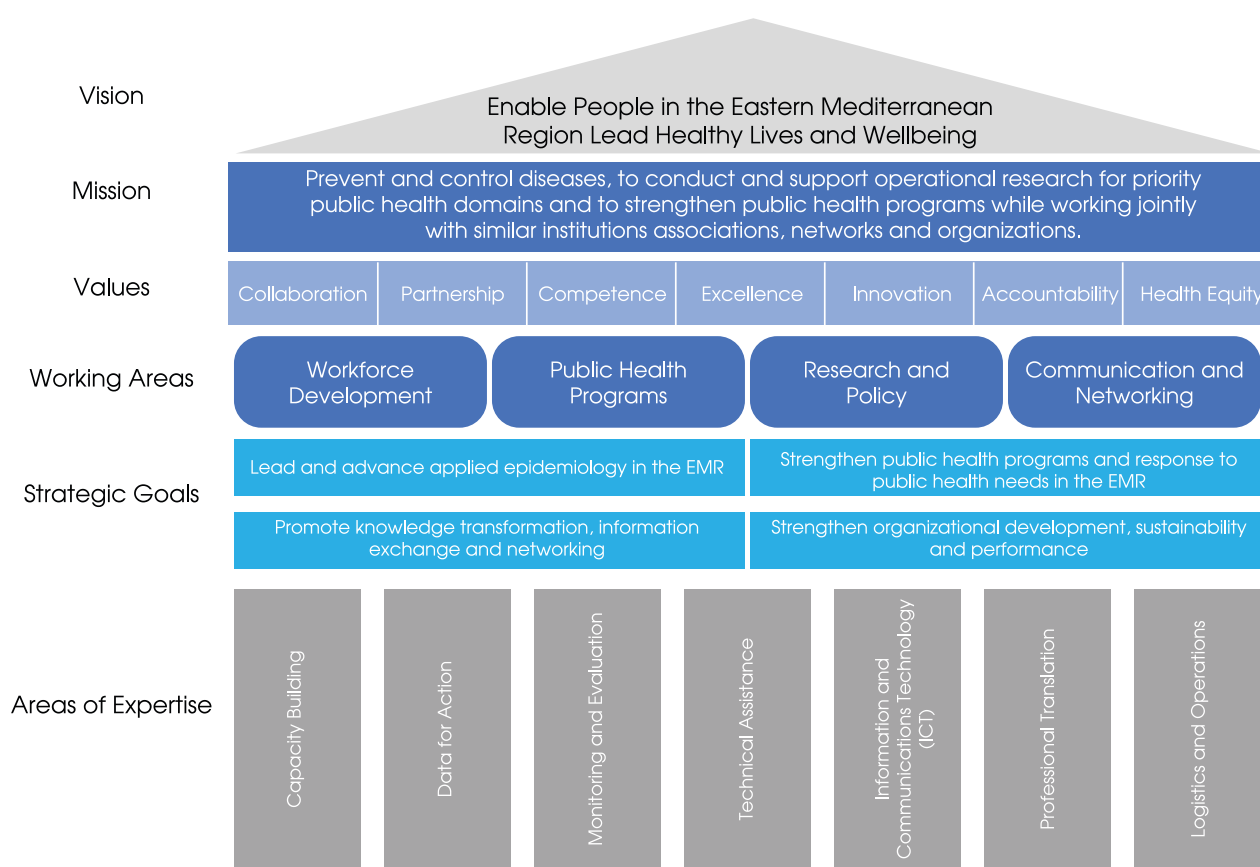 Vision
Enable People in the Eastern Mediterranean
Region Lead Healthy Lives and Wellbeing
Mission
Prevent and control diseases, to conduct and support operational research for priority
public health domains and to strengthen public health programs while working jointly
with similar institutions associations, networks and organizations.
Values
Collaboration
Partnership
Competence
Excellence
Innovation
Accountability
Health Equity
Working Areas
Workforce
Development
Public Health
Programs
Research and
Policy
Communication and
Networking
Strategic Goals
Lead and advance applied epidemiology in the EMR
Strengthen public health programs and response to
public health needs in the EMR
Promote knowledge transformation, information
exchange and networking
Strengthen organizational development, sustainability
and performance
Areas of Expertise
Capacity Building
Data for Action
Monitoring and Evaluation
Technical Assistance
Information and
Communications Technology
(ICT)
Professional Translation
Logistics and Operations